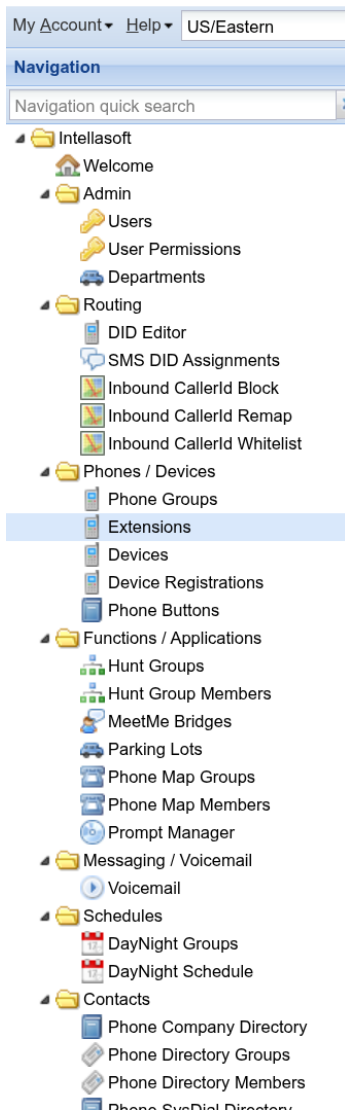 My Account Help US/Eastern
Navigation
Navigation quick search
Intellasoft
Welcome
Admin
Users
User Permissions
Departments
Routing
DID Editor
SMS DID Assignments
Inbound CallerId Block
Inbound CallerId Remap
Inbound CallerId Whitelist
Phones / Devices
Phone Groups
Extensions
Devices
Device Registrations
Phone Buttons
Functions / Applications
Hunt Groups
Hunt Group Members
MeetMe Bridges
Parking Lots
Phone Map Groups
Phone Map Members
Prompt Manager
Messaging / Voicemail
Voicemail
Schedules
DayNight Groups
DayNight Schedule
Contacts
Phone Company Directory
Phone Directory Groups
Phone Directory Members
Phone SysDial Directory